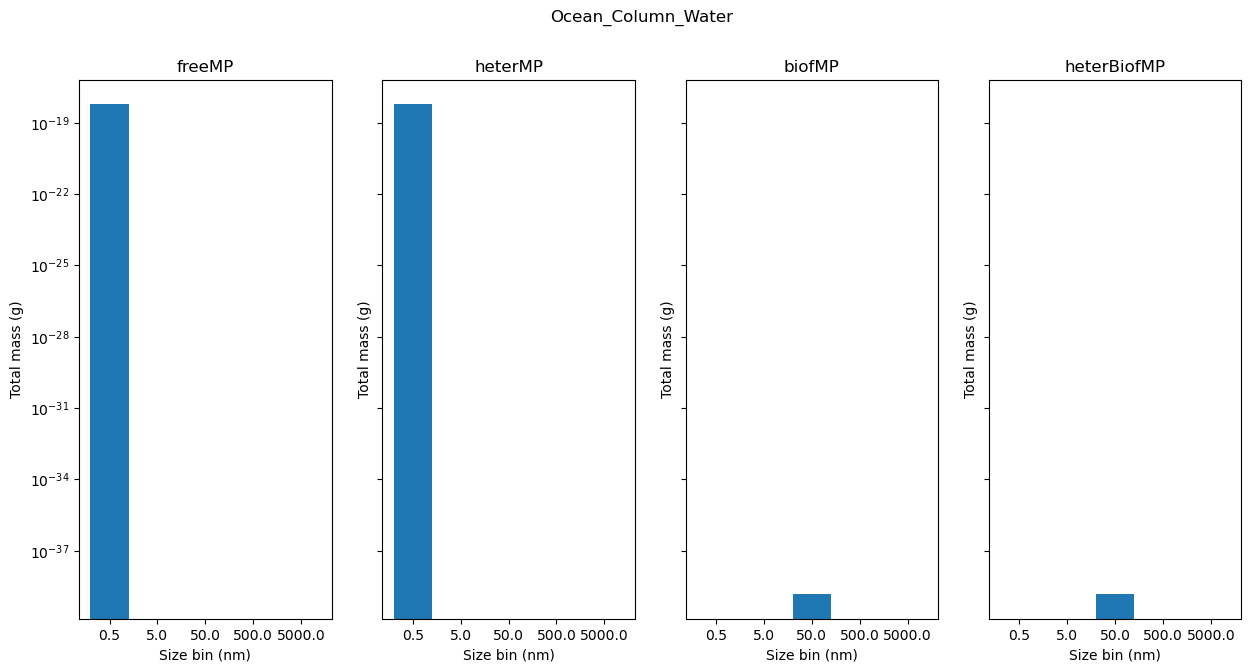 Ocean_Column_Water
freeMP
heterMP
biofMP
heterBiofMP
10⁻¹⁹
10⁻²²
10⁻²⁵
10⁻²⁸
10⁻³¹
10⁻³⁴
10⁻³⁷
Total mass (g)
Total mass (g)
Total mass (g)
Total mass (g)
0.5 5.0 50.0 500.0 5000.0
0.5 5.0 50.0 500.0 5000.0
0.5 5.0 50.0 500.0 5000.0
0.5 5.0 50.0 500.0 5000.0
Size bin (nm)
Size bin (nm)
Size bin (nm)
Size bin (nm)